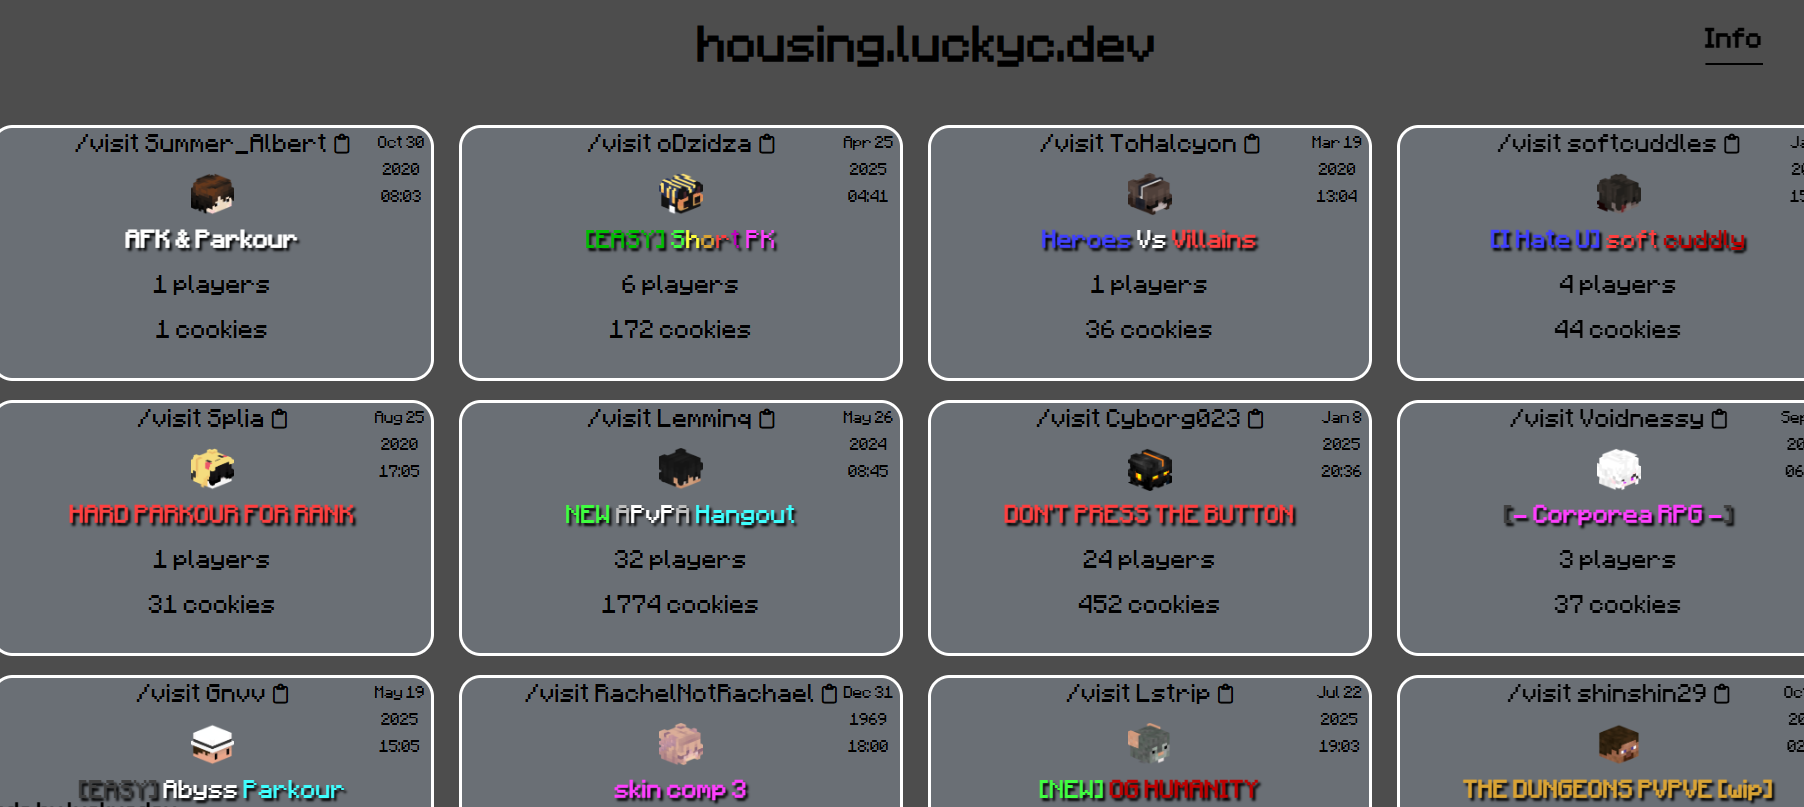 housing.luckyc.dev
Info
/visit Summer_Albert
Oct 30
2020
08:03
AFK & Parkour
1 players
1 cookies
/visit oDzidza
Apr 25
2025
04:41
[EASY] Short PK
6 players
172 cookies
/visit ToHalcyon
Mar 19
2020
13:04
Heroes Vs Villains
1 players
36 cookies
/visit softcuddles
[I Hate U] soft cuddly
4 players
44 cookies
/visit Splia
Aug 25
2020
17:05
HARD PARKOUR FOR RANK
1 players
31 cookies
/visit Lemminq
May 26
2024
08:45
NEW APvPA Hangout
32 players
1774 cookies
/visit Cyborg023
Jan 8
2025
20:36
DON'T PRESS THE BUTTON
24 players
452 cookies
/visit Voidnessy
[- Corporea RPG -]
3 players
37 cookies
/visit Gnvv
May 19
2025
15:05
[EASY] Abyss Parkour
/visit RachelNotRachael
Dec 31
1969
18:00
skin comp 3
/visit Lstrip
Jul 22
2025
19:03
[NEW] OG HUMANITY
/visit shinshin29
THE DUNGEONS PVPVE [wip]